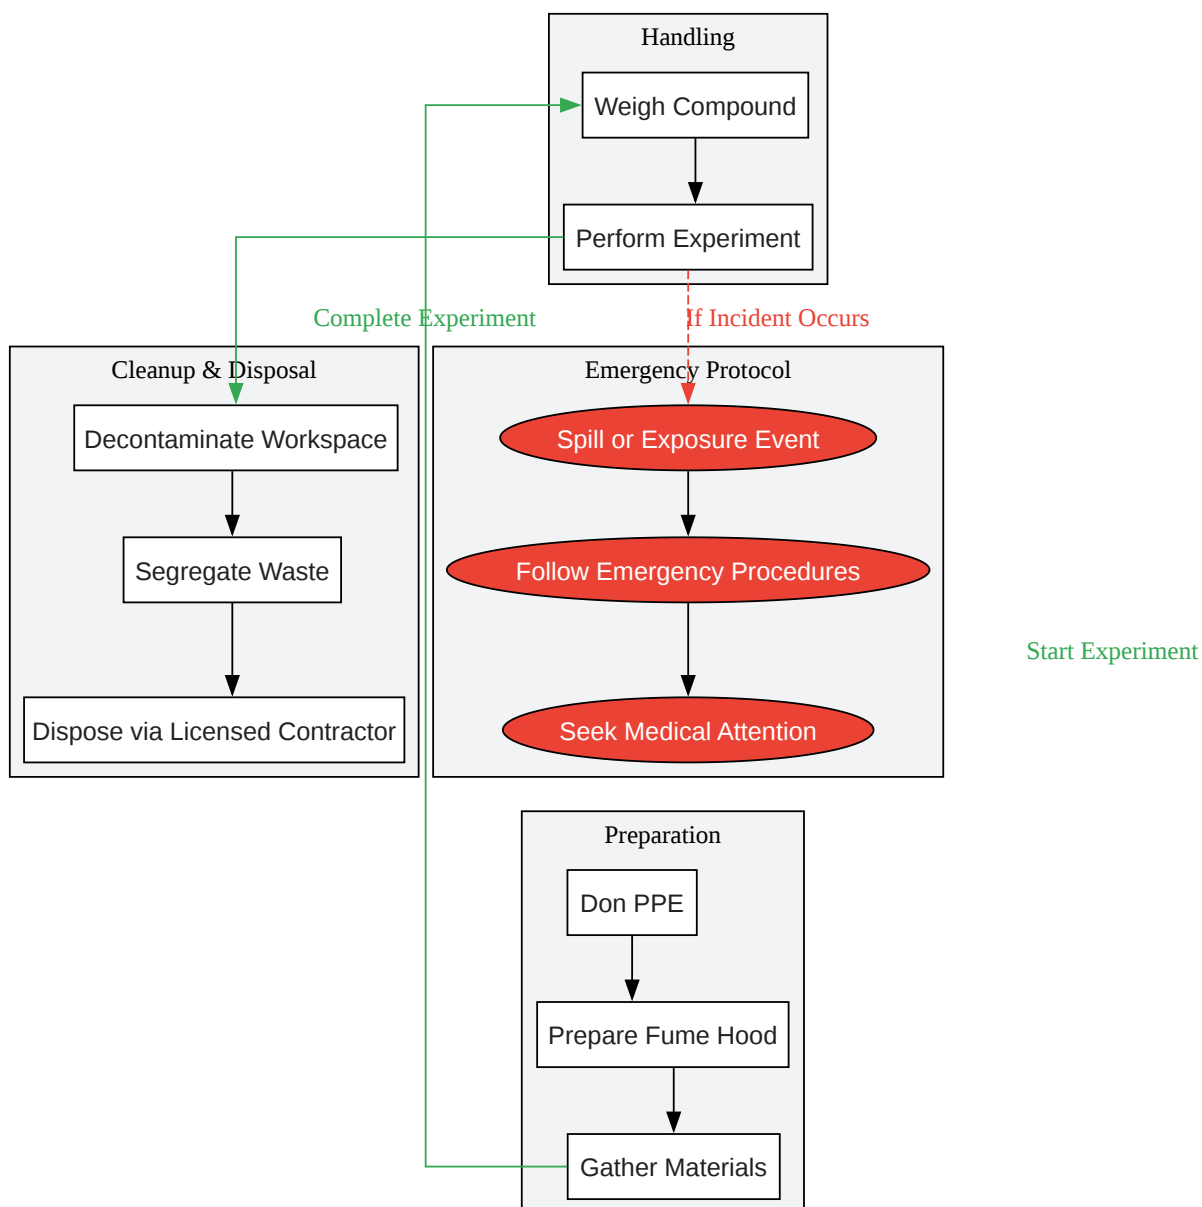 Handling
Weigh Compound
Perform Experiment
Complete Experiment
If Incident Occurs
Cleanup & Disposal
Decontaminate Workspace
Segregate Waste
Dispose via Licensed Contractor
Emergency Protocol
Spill or Exposure Event
Follow Emergency Procedures
Seek Medical Attention
Start Experiment
Preparation
Don PPE
Prepare Fume Hood
Gather Materials